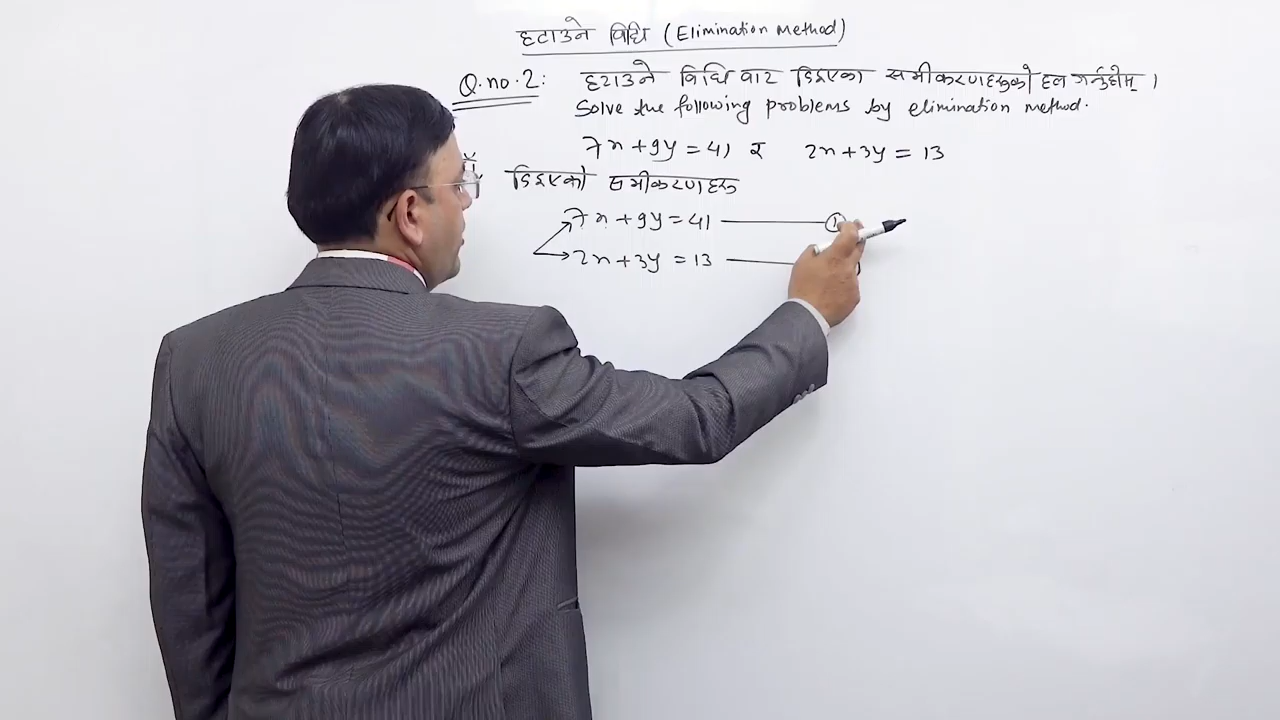 हटाउने विधि (Elimination Method)
Q.no.2: हटाउने विधि बाट दिइएका समीकरणहरुको हल गर्नुहोस् ।
Solve the following problems by elimination method.
7x + 9y = 41 र 2x + 3y = 13
दिइएको समीकरणहरु
7x + 9y = 41 ——— ①
2x + 3y = 13 ———